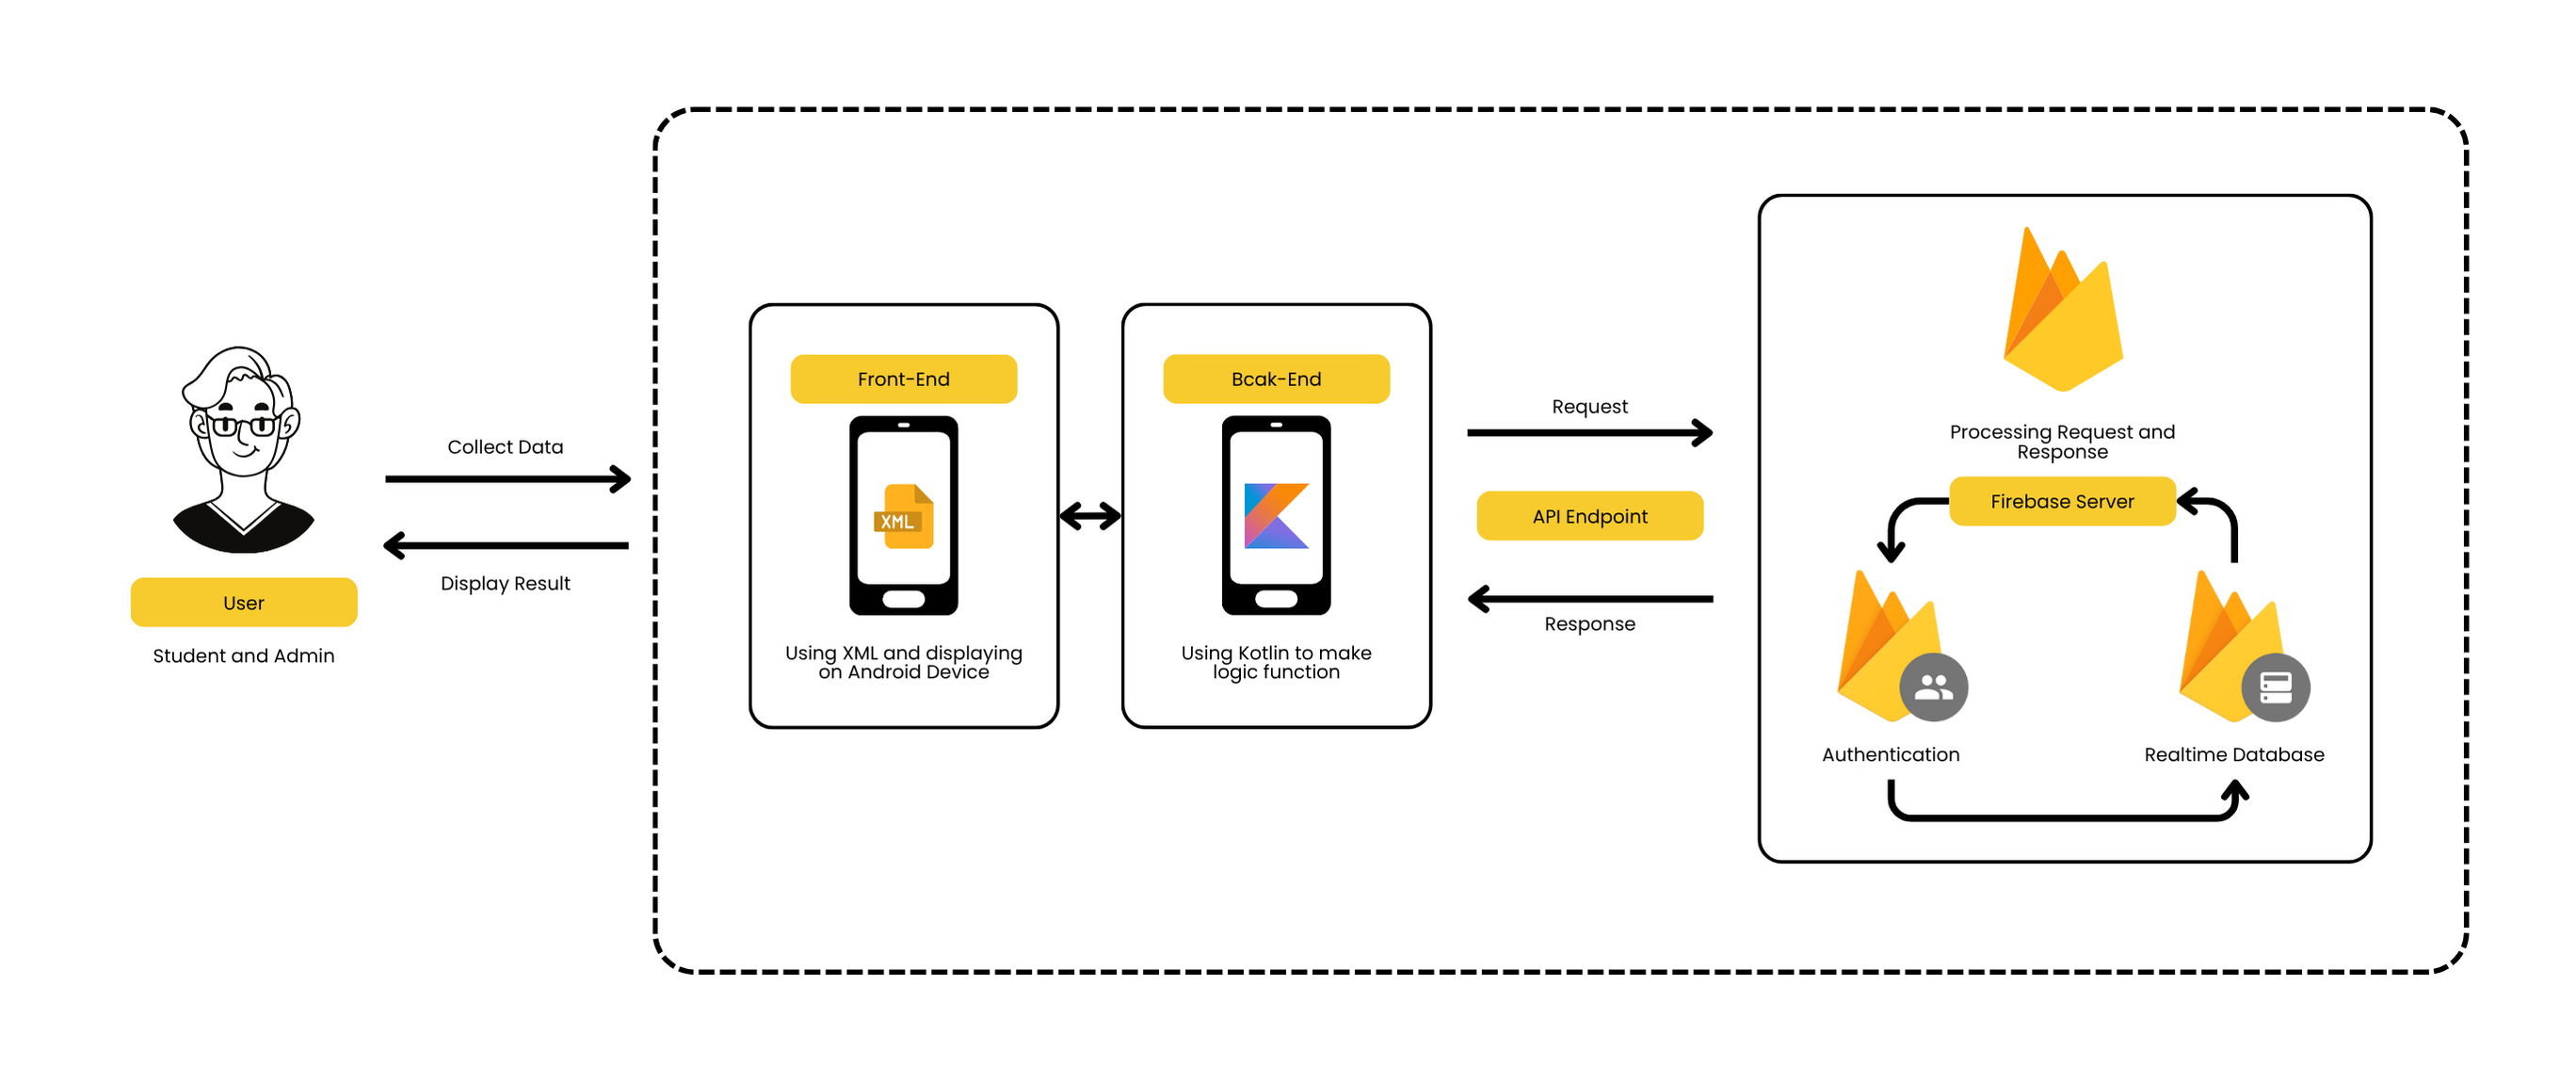 Collect Data
Display Result
User
Student and Admin
Front-End
XML
Using XML and displaying
on Android Device
Bcak-End
Using Kotlin to make
logic function
Request
API Endpoint
Response
Processing Request and
Response
Firebase Server
Authentication
Realtime Database